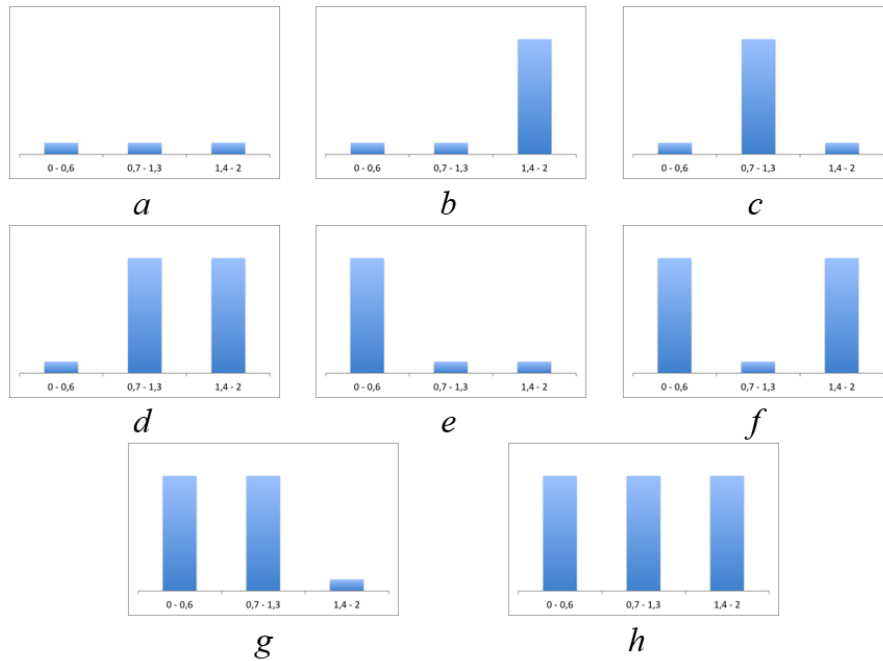 0 - 0,6 0,7 - 1,3 1,4 - 2
a
0 - 0,6 0,7 - 1,3 1,4 - 2
b
0 - 0,6 0,7 - 1,3 1,4 - 2
c
0 - 0,6 0,7 - 1,3 1,4 - 2
d
0 - 0,6 0,7 - 1,3 1,4 - 2
e
0 - 0,6 0,7 - 1,3 1,4 - 2
f
0 - 0,6 0,7 - 1,3 1,4 - 2
g
0 - 0,6 0,7 - 1,3 1,4 - 2
h